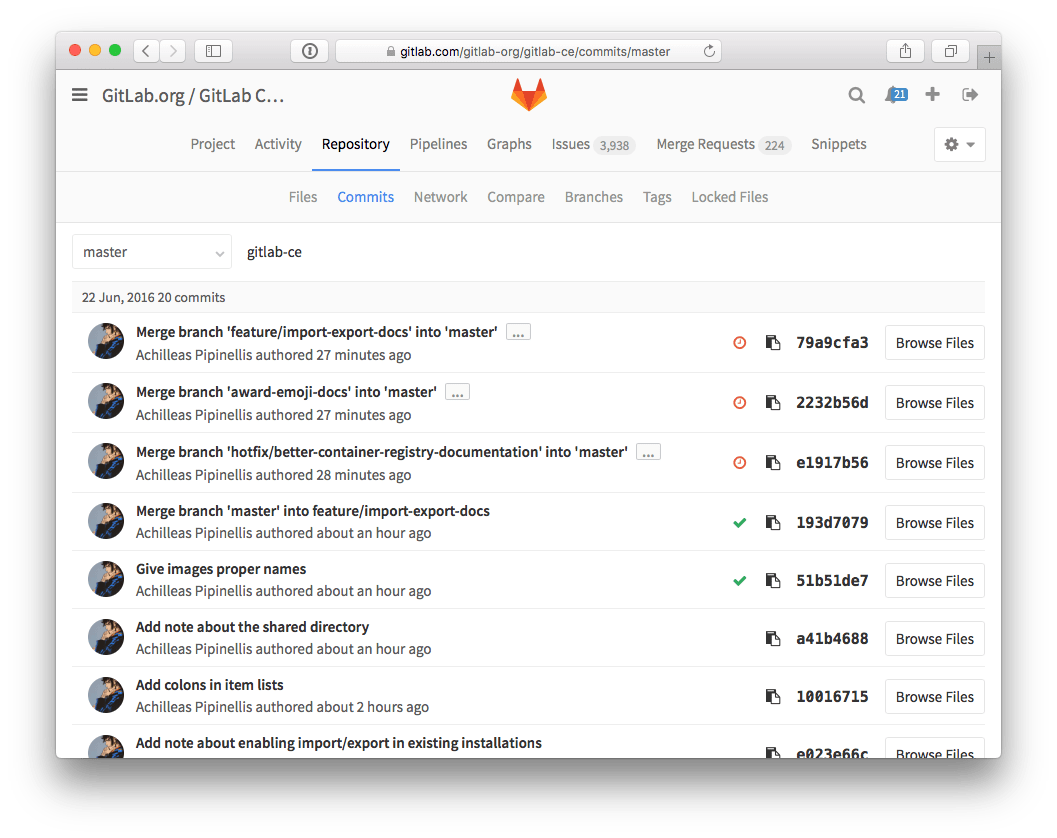 gitlab.com/gitlab-org/gitlab-ce/commits/master
GitLab.org / GitLab C...
21
Project Activity Repository Pipelines Graphs Issues 3,938 Merge Requests 224 Snippets
Files Commits Network Compare Branches Tags Locked Files
master gitlab-ce
22 Jun, 2016 20 commits
Merge branch 'feature/import-export-docs' into 'master' ...
Achilleas Pipinellis authored 27 minutes ago
79a9cfa3 Browse Files
Merge branch 'award-emoji-docs' into 'master' ...
Achilleas Pipinellis authored 27 minutes ago
2232b56d Browse Files
Merge branch 'hotfix/better-container-registry-documentation' into 'master' ...
Achilleas Pipinellis authored 28 minutes ago
e1917b56 Browse Files
Merge branch 'master' into feature/import-export-docs
Achilleas Pipinellis authored about an hour ago
193d7079 Browse Files
Give images proper names
Achilleas Pipinellis authored about an hour ago
51b51de7 Browse Files
Add note about the shared directory
Achilleas Pipinellis authored about an hour ago
a41b4688 Browse Files
Add colons in item lists
Achilleas Pipinellis authored about 2 hours ago
10016715 Browse Files
Add note about enabling import/export in existing installations
e023e66c Browse Files